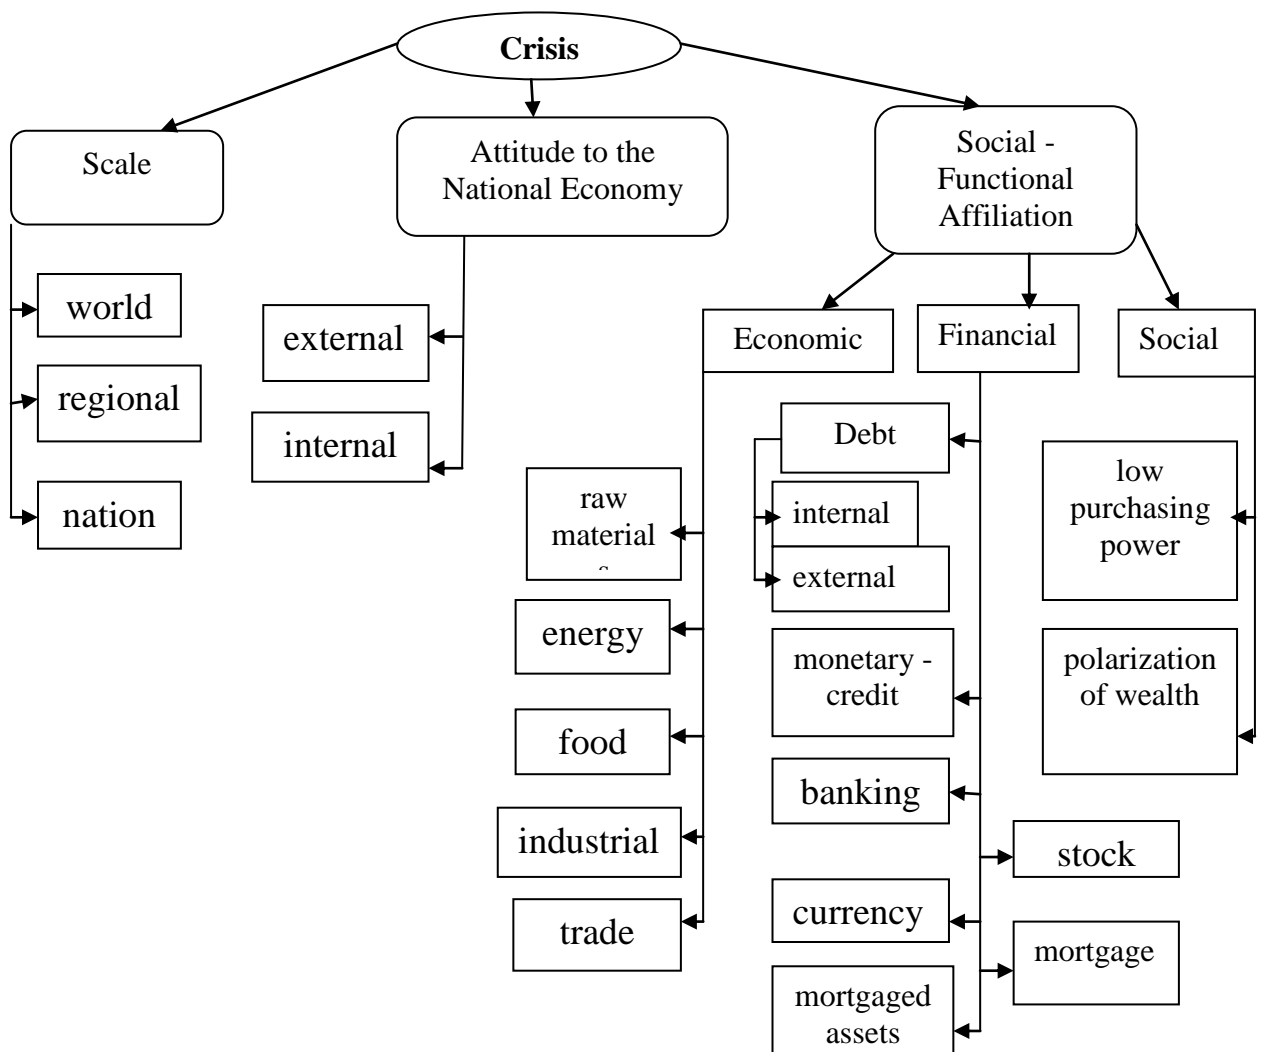 Crisis
Scale
Attitude to the
National Economy
Social -
Functional
Affiliation
world
regional
nation
external
internal
Economic
Financial
Social
raw
material
s
energy
food
industrial
trade
Debt
internal
external
monetary -
credit
banking
currency
mortgaged
assets
stock
mortgage
low
purchasing
power
polarization
of wealth